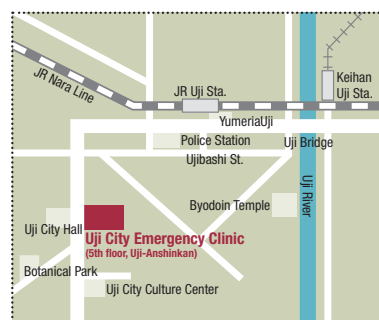 Keihan
Uji Sta.
JR Nara Line
JR Uji Sta.
YumeriaUji
Police Station
Uji Bridge
Ujibashi St.
Uji River
Byodoin Temple
Uji City Hall
Uji City Emergency Clinic
(5th floor, Uji-Anshinkan)
Botanical Park
Uji City Culture Center